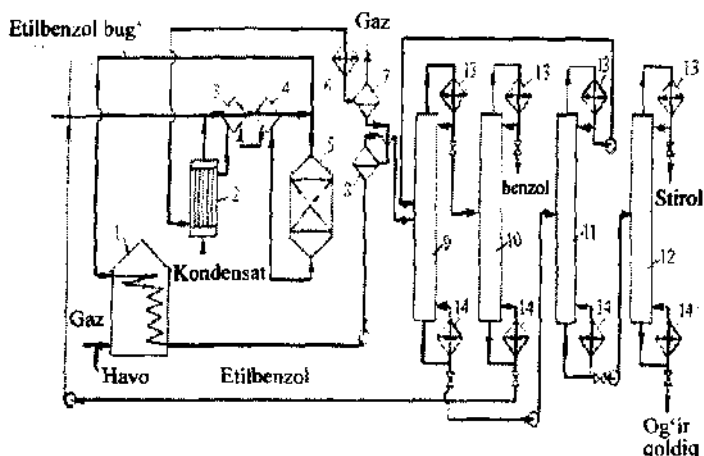 Etilbenzol bug‘
Gaz
3
4
6
7
13
13
13
13
5
2
8
benzol
Stirol
1
9
10
11
12
Kondensat
Gaz
14
14
14
14
Havo
Etilbenzol
Og‘ir
qoldiq